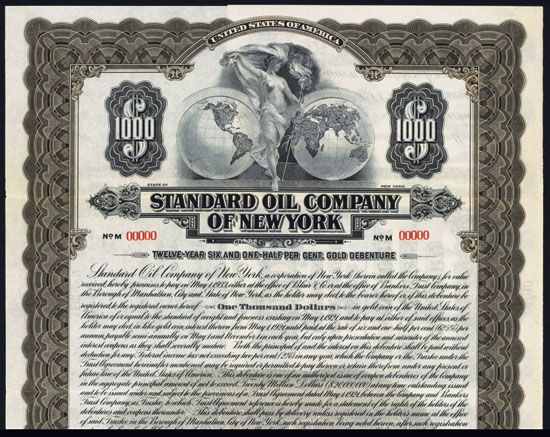 UNITED STATES OF AMERICA
1000 $
1000 $
STATE OF
NEW YORK
STANDARD OIL COMPANY
OF NEW YORK
No M 00000
No M 00000
TWELVE-YEAR SIX AND ONE-HALF PER CENT. GOLD DEBENTURE
Standard Oil Company of New York, a corporation of New York (herein called the Company), for value
received, hereby promises to pay on May 1, 1933, either at the office of Blair & Co. or at the office of Bankers Trust Company, in
the Borough of Manhattan, City and State of New York, as the holder may elect to the bearer hereof or, if this debenture be
registered, to the registered owner hereof One Thousand Dollars in gold coin of the United States of
America of or equal to the standard of weight and fineness existing on May 1, 1921, and to pay at either of said offices as the
holder may elect in like gold coin, interest thereon from May 1, 1921 until paid at the rate of six and one-half per cent (6½%) per
annum, payable semi-annually on May 1 and November 1 in each year, but only upon presentation and surrender of the annexed
interest coupons as they shall severally mature. Both the principal of and the interest on this debenture shall be paid without
deduction for any Federal income tax not exceeding two per cent (2%) in any year, which the Company or the Trustee under the
Trust Agreement hereinafter mentioned may be required or permitted to pay thereon or retain therefrom under any present or
future law of the United States of America. This debenture is one of an authorized issue of coupon debentures of the Company
in the aggregate principal amount of not to exceed Twenty Million Dollars ($20,000,000) at any time outstanding issued
and to be issued under and subject to the provisions of a Trust Agreement dated May 1, 1921, between the Company and Bankers
Trust Company, as Trustee, to which Trust Agreement reference is hereby made for a statement of the rights of the holders of the
debentures and coupons thereunder. This debenture shall pass by delivery unless registered in the holder's name at the office
of said Trustee, in the Borough of Manhattan, City of New York, such registration being noted hereon, after such registration